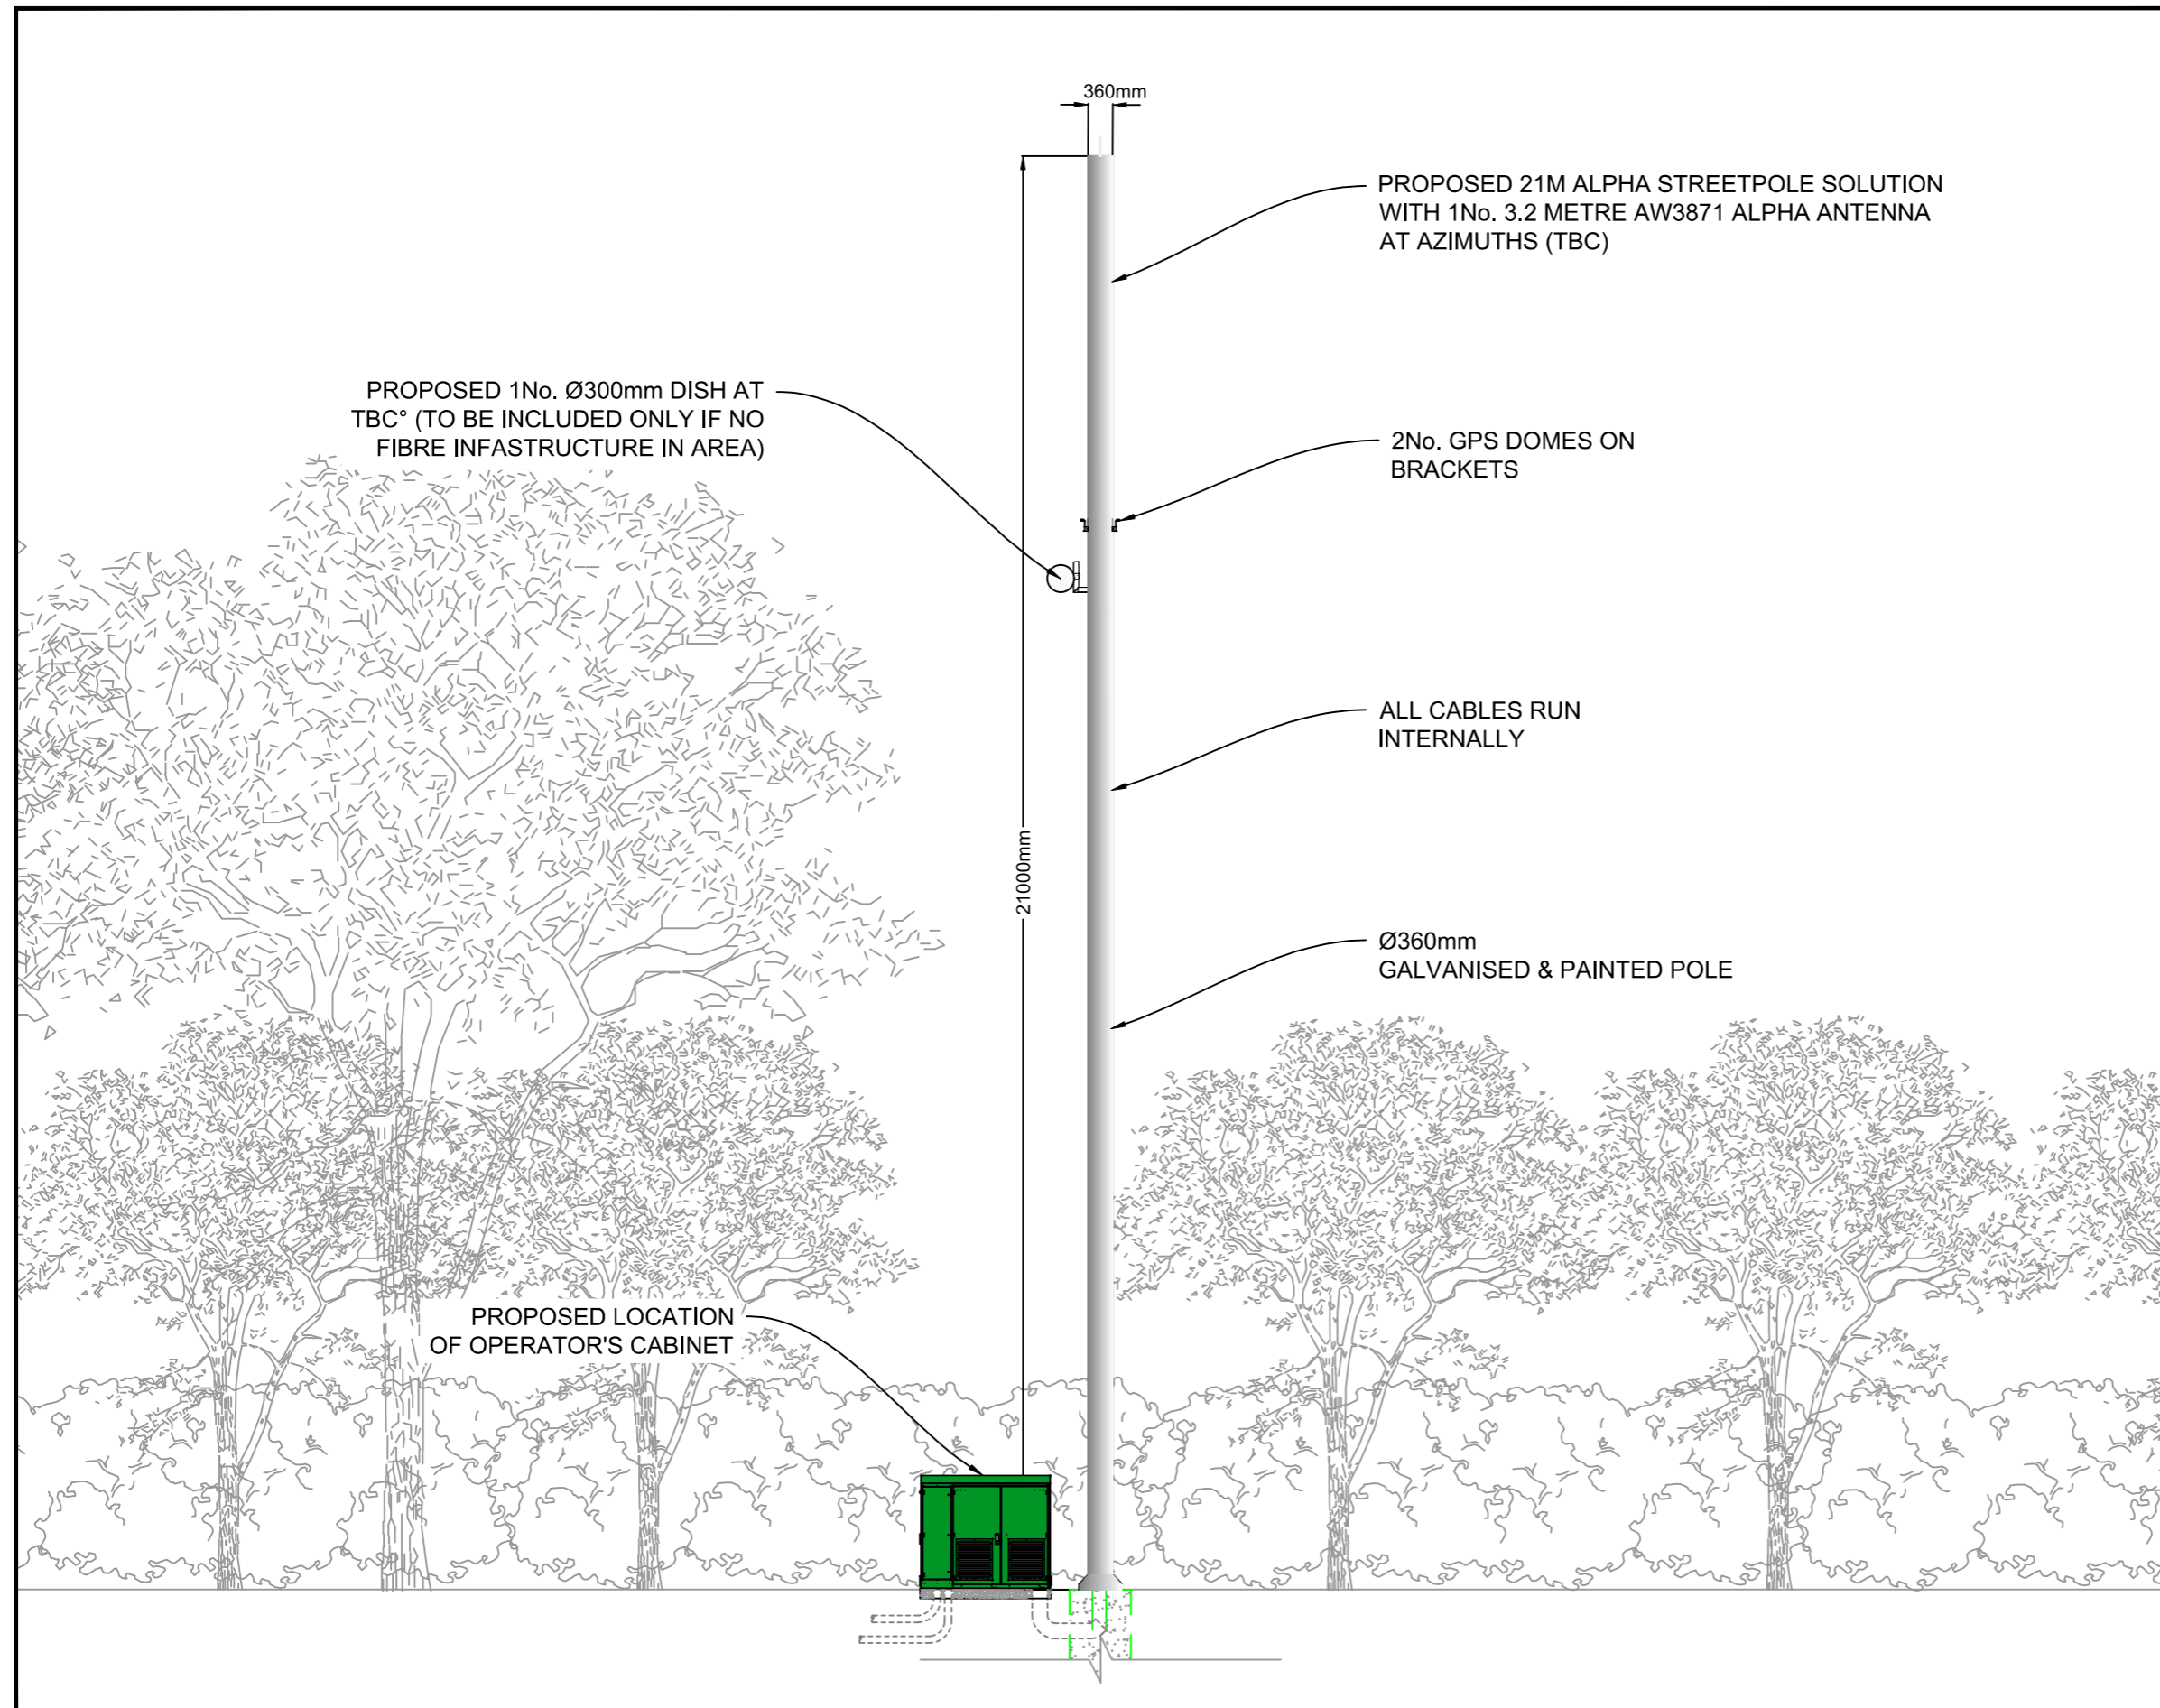 360mm
PROPOSED 21M ALPHA STREETPOLE SOLUTION
WITH 1No. 3.2 METRE AW3871 ALPHA ANTENNA
AT AZIMUTHS (TBC)
PROPOSED 1No. Ø300mm DISH AT
TBC° (TO BE INCLUDED ONLY IF NO
FIBRE INFASTRUCTURE IN AREA)
2No. GPS DOMES ON
BRACKETS
ALL CABLES RUN
INTERNALLY
21000mm
Ø360mm
GALVANISED & PAINTED POLE
PROPOSED LOCATION
OF OPERATOR'S CABINET